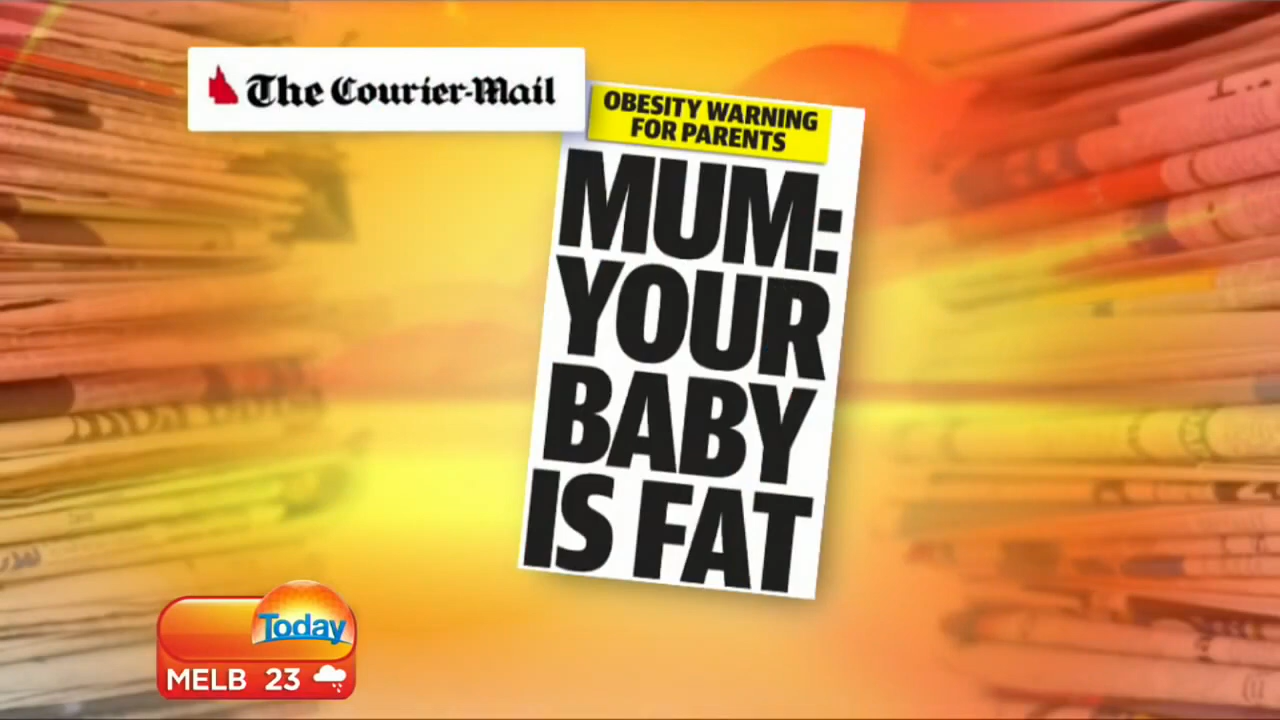 The Courier-Mail
OBESITY WARNING
FOR PARENTS
MUM:
YOUR
BABY
IS FAT
Today
MELB 23